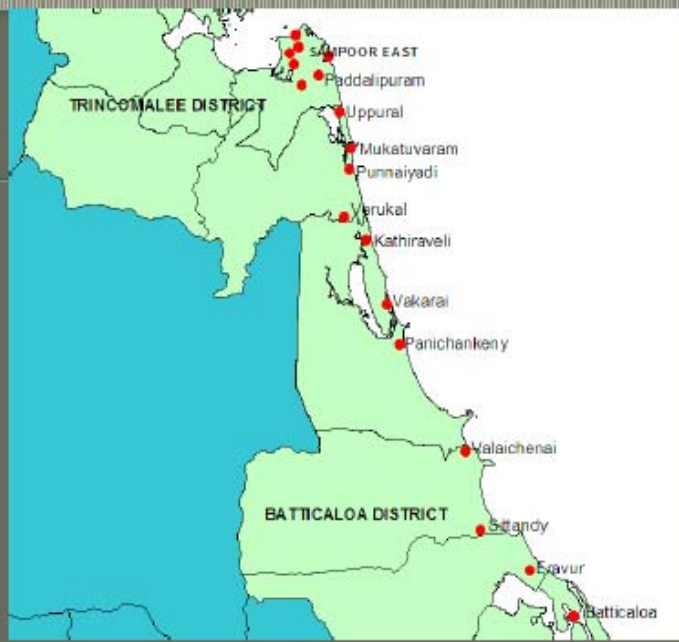 SAMPOOR EAST
Paddalipuram
TRINCOMALEE DISTRICT
Uppural
Mukatuvaram
Punnaiyadi
Verukal
Kathiraveli
Vakarai
Panichankeny
Valaichenai
BATTICALOA DISTRICT
Sittandy
Eravur
Batticaloa